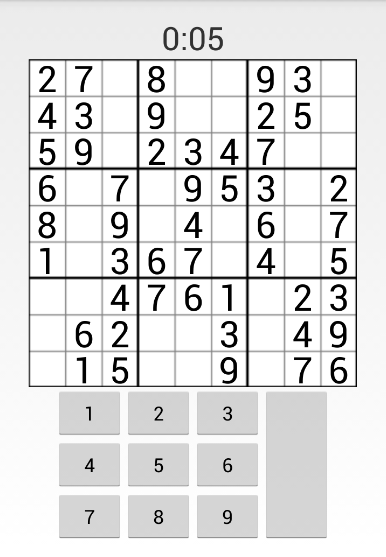 0:05
2 7 8 9 3
4 3 9 2 5
5 9 2 3 4 7
6 7 9 5 3 2
8 9 4 6 7
1 3 6 7 4 5
4 7 6 1 2 3
6 2 3 4 9
1 5 9 7 6
1 2 3
4 5 6
7 8 9